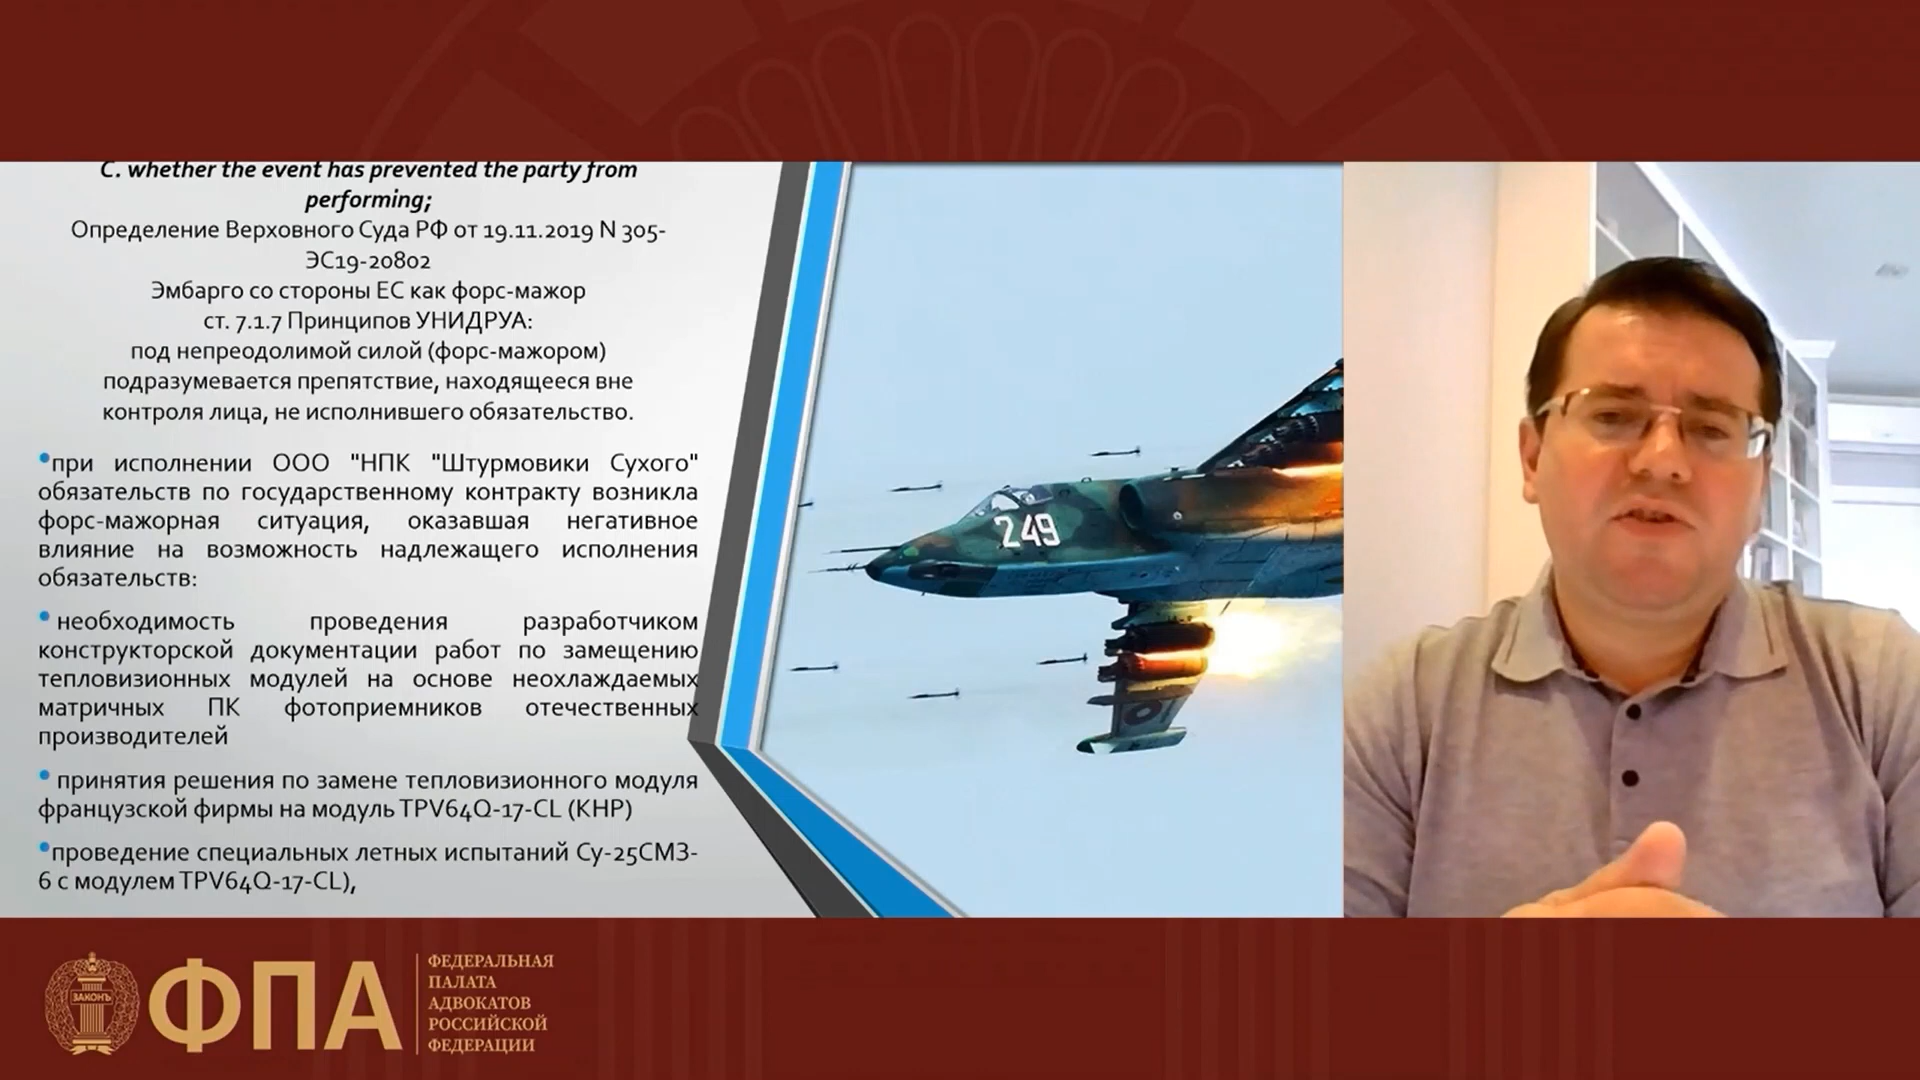 C. whether the event has prevented the party from
performing;
Определение Верховного Суда РФ от 19.11.2019 N 305-
ЭС19-20802
Эмбарго со стороны ЕС как форс-мажор
ст. 7.1.7 Принципов УНИДРУА:
под непреодолимой силой (форс-мажором)
подразумевается препятствие, находящееся вне
контроля лица, не исполнившего обязательство.
•при исполнении ООО "НПК "Штурмовики Сухого"
обязательств по государственному контракту возникла
форс-мажорная ситуация, оказавшая негативное
влияние на возможность надлежащего исполнения
обязательств:
• необходимость проведения разработчиком
конструкторской документации работ по замещению
тепловизионных модулей на основе неохлаждаемых
матричных ПК фотоприемников отечественных
производителей
• принятия решения по замене тепловизионного модуля
французской фирмы на модуль TPV64Q-17-CL (КНР)
•проведение специальных летных испытаний Су-25СМ3-
6 с модулем TPV64Q-17-CL),
249
ЗАКОНЪ
ФПА
ФЕДЕРАЛЬНАЯ
ПАЛАТА
АДВОКАТОВ
РОССИЙСКОЙ
ФЕДЕРАЦИИ